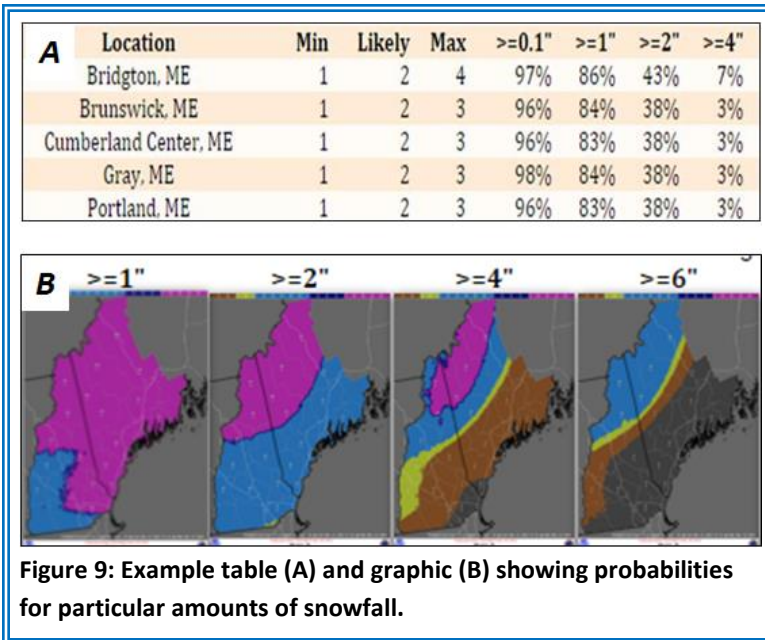 A
Location Min Likely Max >=0.1" >=1" >=2" >=4"
Bridgton, ME 1 2 4 97% 86% 43% 7%
Brunswick, ME 1 2 3 96% 84% 38% 3%
Cumberland Center, ME 1 2 3 96% 83% 38% 3%
Gray, ME 1 2 3 98% 84% 38% 3%
Portland, ME 1 2 3 96% 83% 38% 3%
B
>=1" >=2" >=4" >=6"
Figure 9: Example table (A) and graphic (B) showing probabilities
for particular amounts of snowfall.